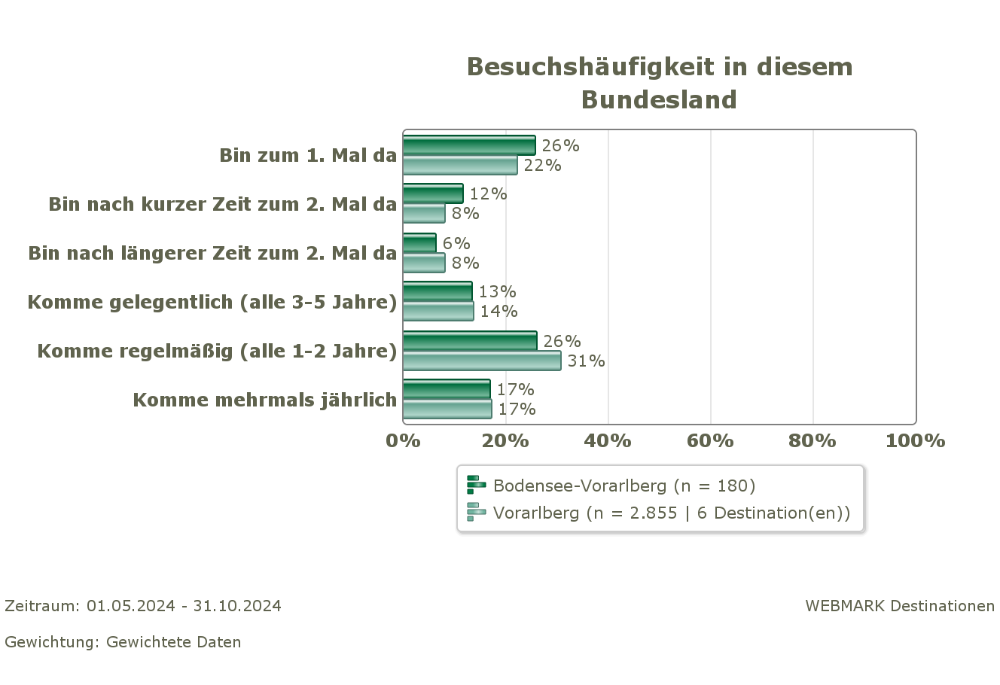 Besuchshäufigkeit in diesem
Bundesland
Bin zum 1. Mal da
26%
22%
Bin nach kurzer Zeit zum 2. Mal da
12%
8%
Bin nach längerer Zeit zum 2. Mal da
6%
8%
Komme gelegentlich (alle 3-5 Jahre)
13%
14%
Komme regelmäßig (alle 1-2 Jahre)
26%
31%
Komme mehrmals jährlich
17%
17%
0% 20% 40% 60% 80% 100%
Bodensee-Vorarlberg (n = 180)
Vorarlberg (n = 2.855 | 6 Destination(en))
Zeitraum: 01.05.2024 - 31.10.2024
WEBMARK Destinationen
Gewichtung: Gewichtete Daten